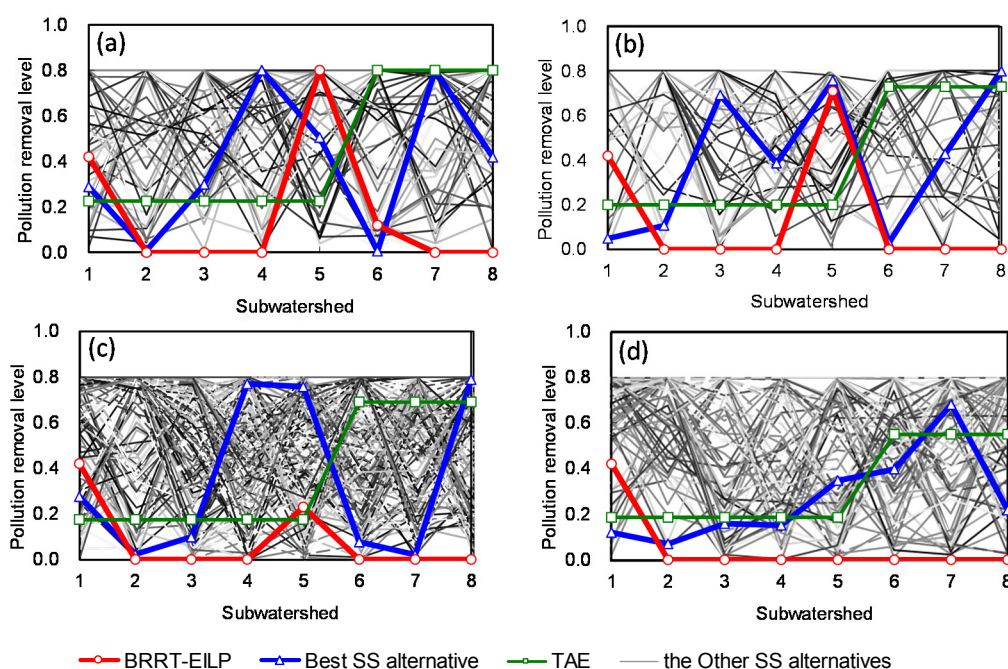 (a)
Pollution removal level
1.0
0.8
0.6
0.4
0.2
0.0
1 2 3 4 5 6 7 8
Subwatershed
(b)
Pollution removal level
1.0
0.8
0.6
0.4
0.2
0.0
1 2 3 4 5 6 7 8
Subwatershed
(c)
Pollution removal level
1.0
0.8
0.6
0.4
0.2
0.0
1 2 3 4 5 6 7 8
Subwatershed
(d)
Pollution removal level
1.0
0.8
0.6
0.4
0.2
0.0
1 2 3 4 5 6 7 8
Subwatershed
BRRT-EILP Best SS alternative TAE the Other SS alternatives